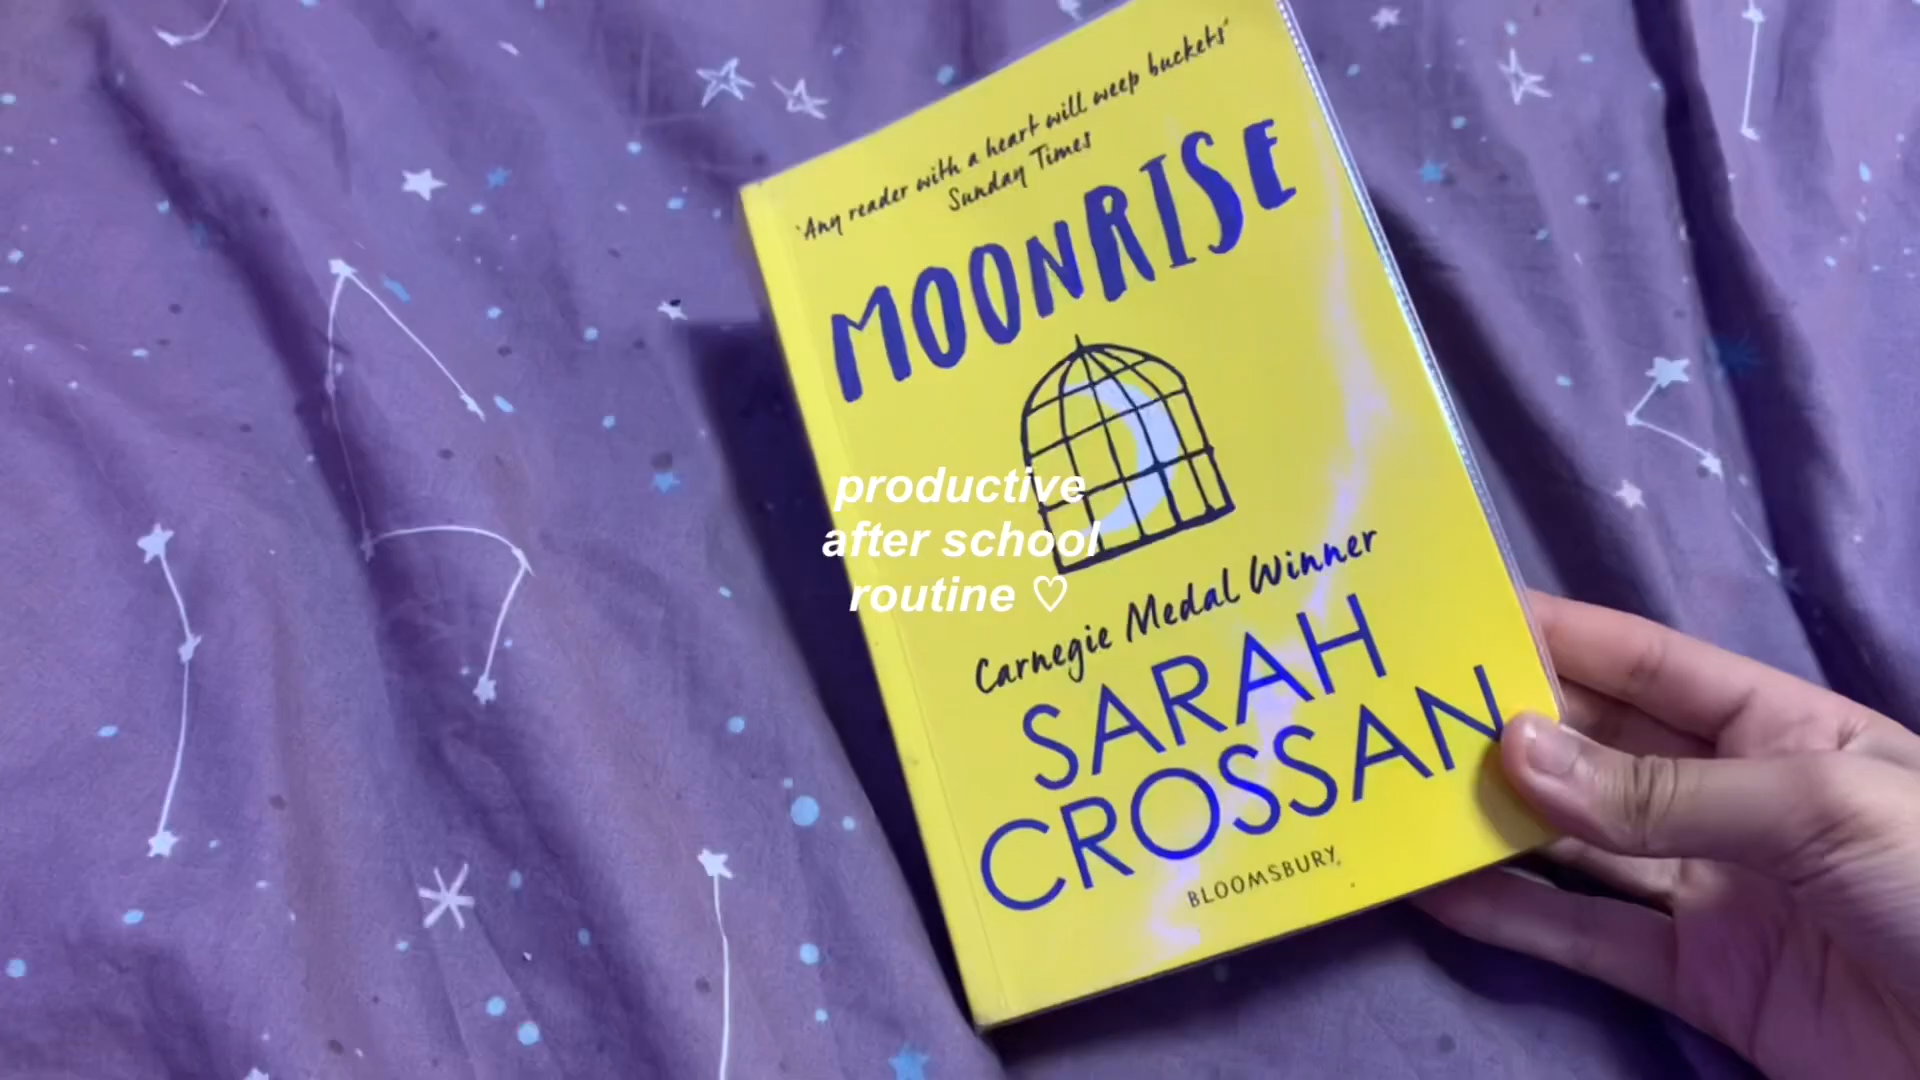 'Any reader with a heart will weep buckets'
Sunday Times
MOONRISE
productive
after school
routine ♡
Carnegie Medal Winner
SARAH
CROSSAN
BLOOMSBURY